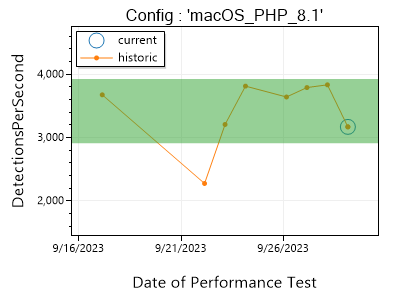 Config : 'macOS_PHP_8.1'
current
historic
DetectionsPerSecond
4,000
3,000
2,000
9/16/2023
9/21/2023
9/26/2023
Date of Performance Test